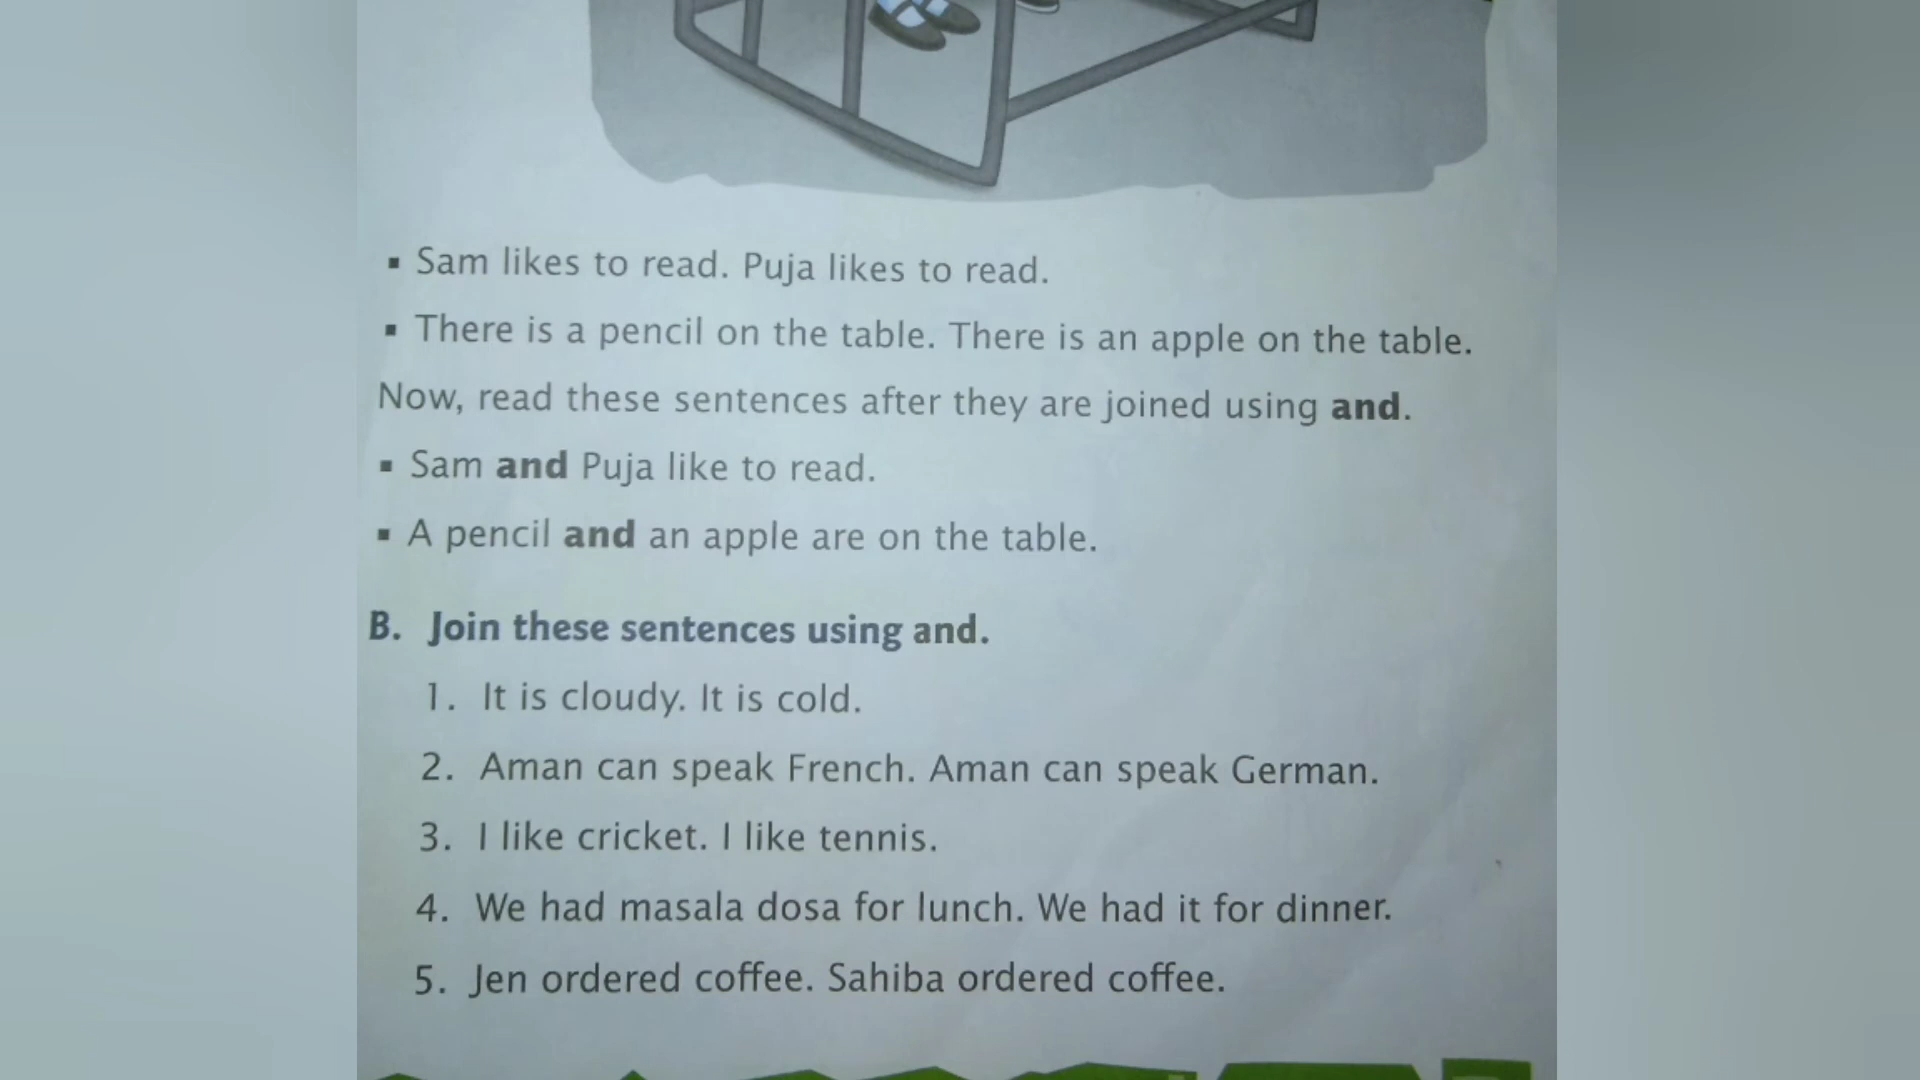 ▪ Sam likes to read. Puja likes to read.
▪ There is a pencil on the table. There is an apple on the table.
Now, read these sentences after they are joined using and.
▪ Sam and Puja like to read.
▪ A pencil and an apple are on the table.
B. Join these sentences using and.
1. It is cloudy. It is cold.
2. Aman can speak French. Aman can speak German.
3. I like cricket. I like tennis.
4. We had masala dosa for lunch. We had it for dinner.
5. Jen ordered coffee. Sahiba ordered coffee.